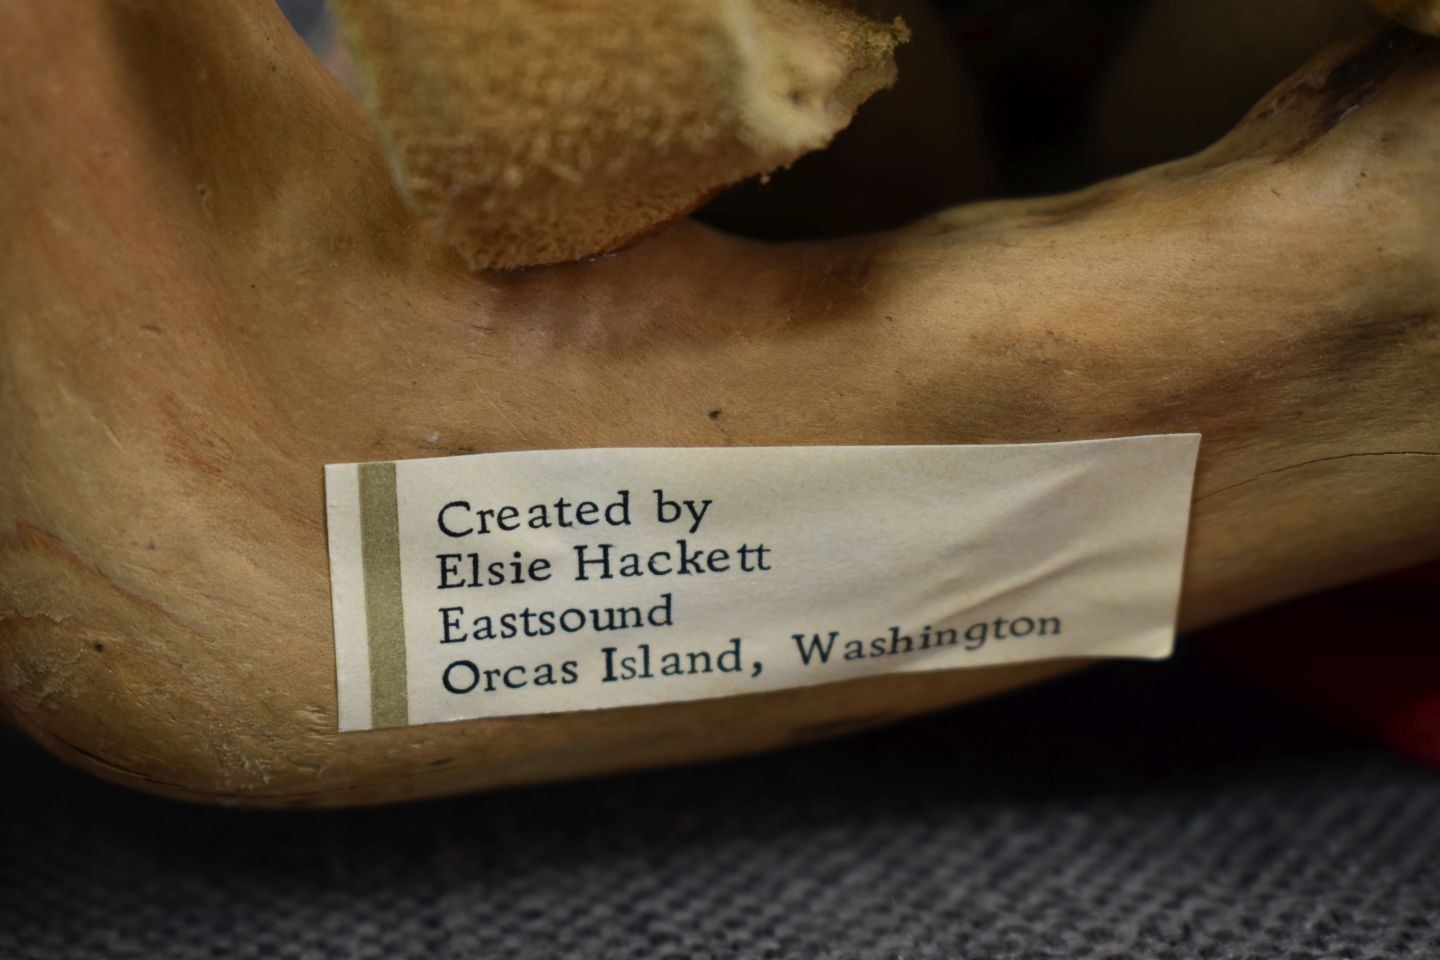 Created by
Elsie Hackett
Eastsound
Orcas Island, Washington